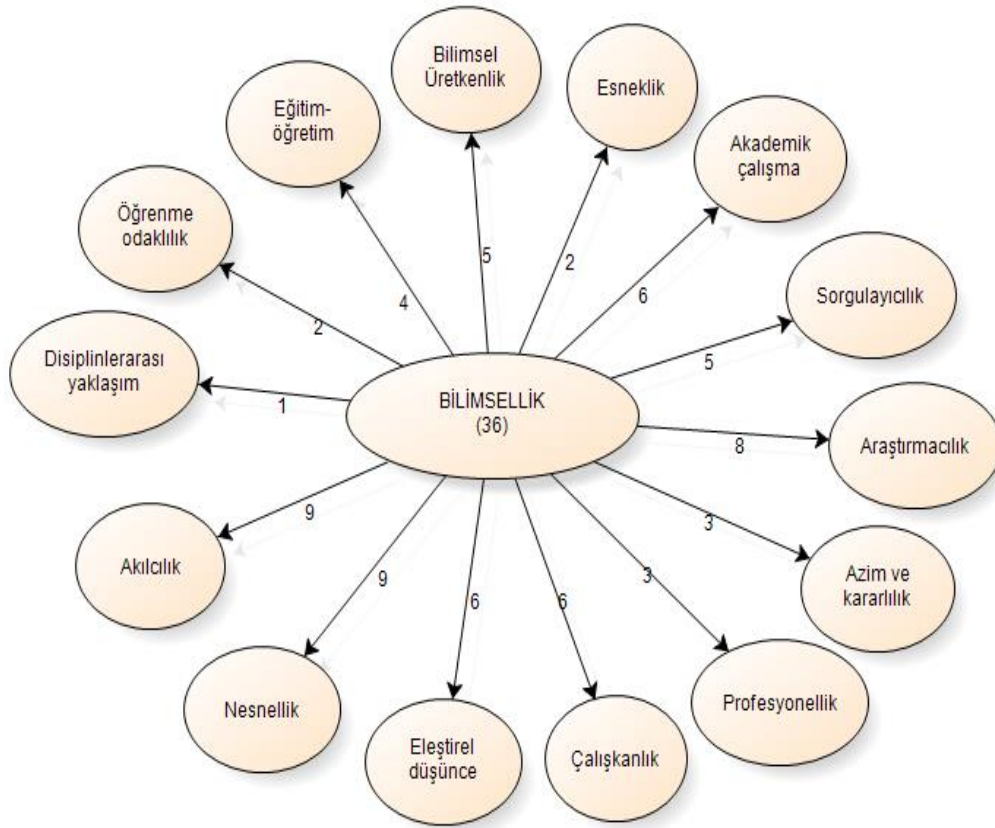 Bilimsel
Üretkenlik
Esneklik
Eğitim-
öğretim
Akademik
çalışma
Öğrenme
odaklılık
Sorgulayıcılık
Disiplinlerarası
yaklaşım
Araştırmacılık
BİLİMSELLİK
(36)
5
2
4
6
2
5
1
8
9
9
6
6
3
3
Akılcılık
Azim ve
kararlılık
Nesnellik
Profesyonellik
Eleştirel
düşünce
Çalışkanlık